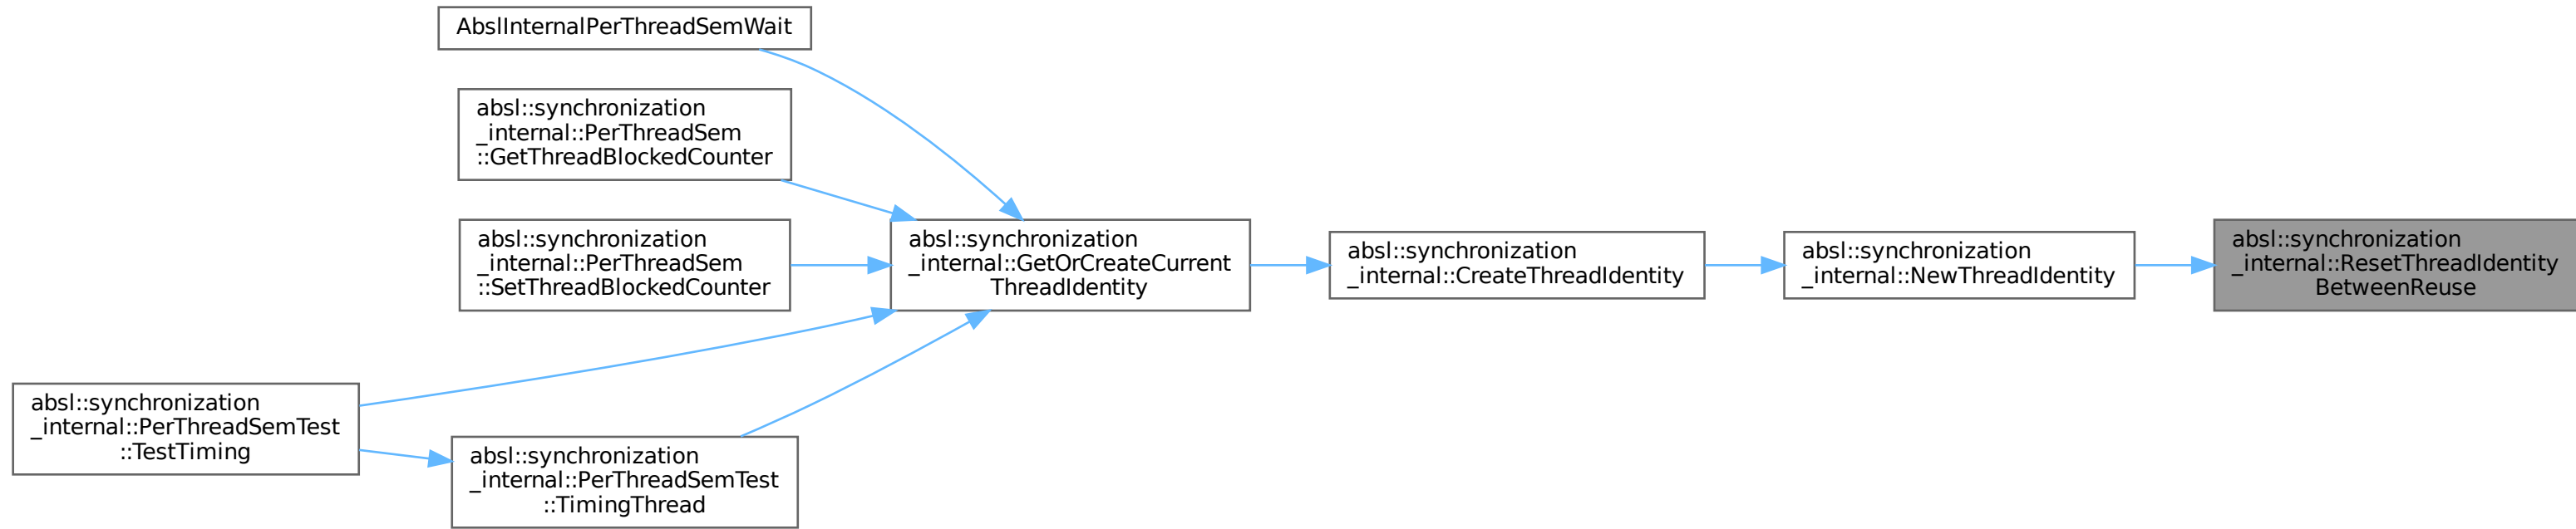 AbslInternalPerThreadSemWait
absl::synchronization
_internal::PerThreadSem
::GetThreadBlockedCounter
absl::synchronization
_internal::PerThreadSem
::SetThreadBlockedCounter
absl::synchronization
_internal::PerThreadSemTest
::TestTiming
absl::synchronization
_internal::PerThreadSemTest
::TimingThread
absl::synchronization
_internal::GetOrCreateCurrent
ThreadIdentity
absl::synchronization
_internal::CreateThreadIdentity
absl::synchronization
_internal::NewThreadIdentity
absl::synchronization
_internal::ResetThreadIdentity
BetweenReuse